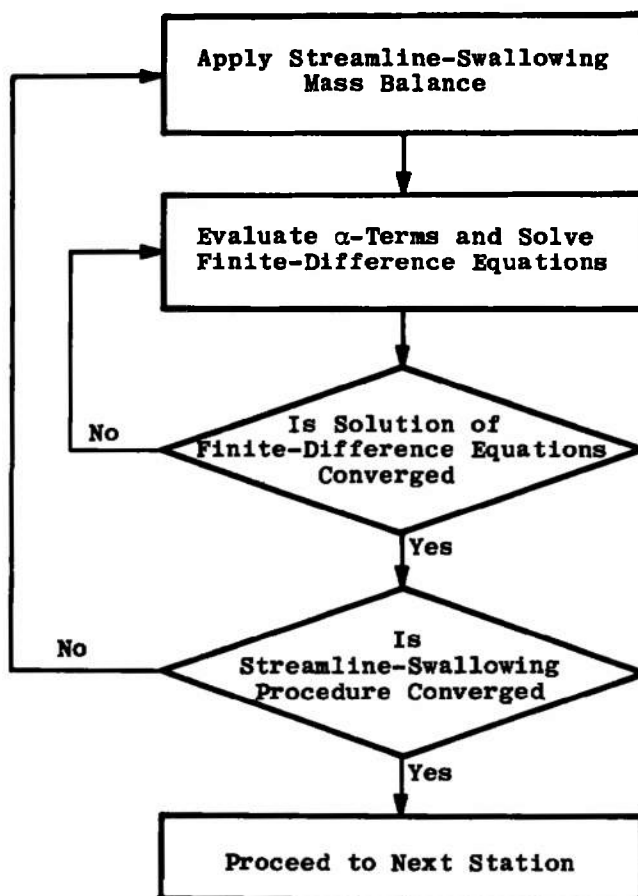 Apply Streamline-Swallowing
Mass Balance
Evaluate α-Terms and Solve
Finite-Difference Equations
Is Solution of
Finite-Difference Equations
Converged
No
Yes
Is
Streamline-Swallowing
Procedure Converged
No
Yes
Proceed to Next Station